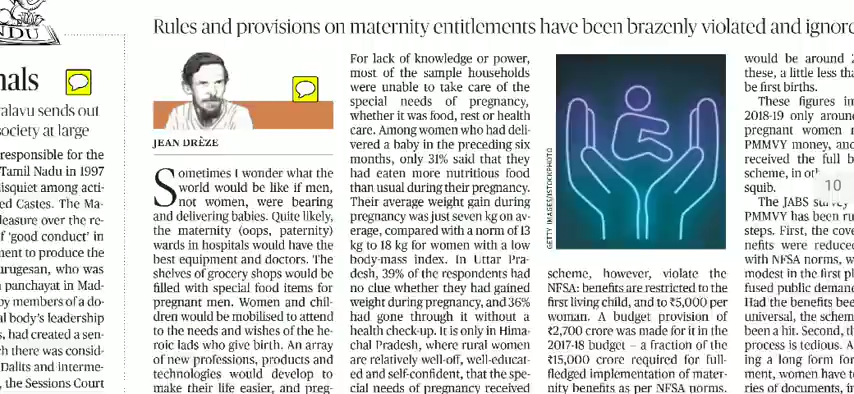 NDU
Rules and provisions on maternity entitlements have been brazenly violated and ignore
nals
alavu sends out
society at large
responsible for the
Tamil Nadu in 1997
isquiet among acti-
ed Castes. The Ma-
leasure over the re-
f 'good conduct' in
ment to produce the
urugesan, who was
panchayat in Mad-
by members of a do-
al body's leadership
, had created a sen-
ch there was consid-
Dalits and interme-
, the Sessions Court
JEAN DRÈZE
Sometimes I wonder what the
world would be like if men,
not women, were bearing
and delivering babies. Quite likely,
the maternity (oops, paternity)
wards in hospitals would have the
best equipment and doctors. The
shelves of grocery shops would be
filled with special food items for
pregnant men. Women and chil-
dren would be mobilised to attend
to the needs and wishes of the he-
roic lads who give birth. An array
of new professions, products and
technologies would develop to
make their life easier, and preg-
For lack of knowledge or power,
most of the sample households
were unable to take care of the
special needs of pregnancy,
whether it was food, rest or health
care. Among women who had deli-
vered a baby in the preceding six
months, only 31% said that they
had eaten more nutritious food
than usual during their pregnancy.
Their average weight gain during
pregnancy was just seven kg on av-
erage, compared with a norm of 13
kg to 18 kg for women with a low
body-mass index. In Uttar Pra-
desh, 39% of the respondents had
no clue whether they had gained
weight during pregnancy, and 36%
had gone through it without a
health check-up. It is only in Hima-
chal Pradesh, where rural women
are relatively well-off, well-educat-
ed and self-confident, that the spe-
cial needs of pregnancy received
GETTY IMAGES/ISTOCKPHOTO
scheme, however, violate the
NFSA: benefits are restricted to the
first living child, and to ₹5,000 per
woman. A budget provision of
₹2,700 crore was made for it in the
2017-18 budget – a fraction of the
₹15,000 crore required for full-
fledged implementation of mater-
nity benefits as per NFSA norms.
would be around 2
these, a little less tha
be first births.
These figures im
2018-19 only aroun
pregnant women r
PMMVY money, and
received the full b
scheme, in ot
squib.
10
The JABS survey
PMMVY has been ru
steps. First, the cove
nefits were reduced
with NFSA norms, w
modest in the first pl
fused public demand
Had the benefits bee
universal, the schem
been a hit. Second, th
process is tedious. A
ing a long form for
ment, women have to
ries of documents, in